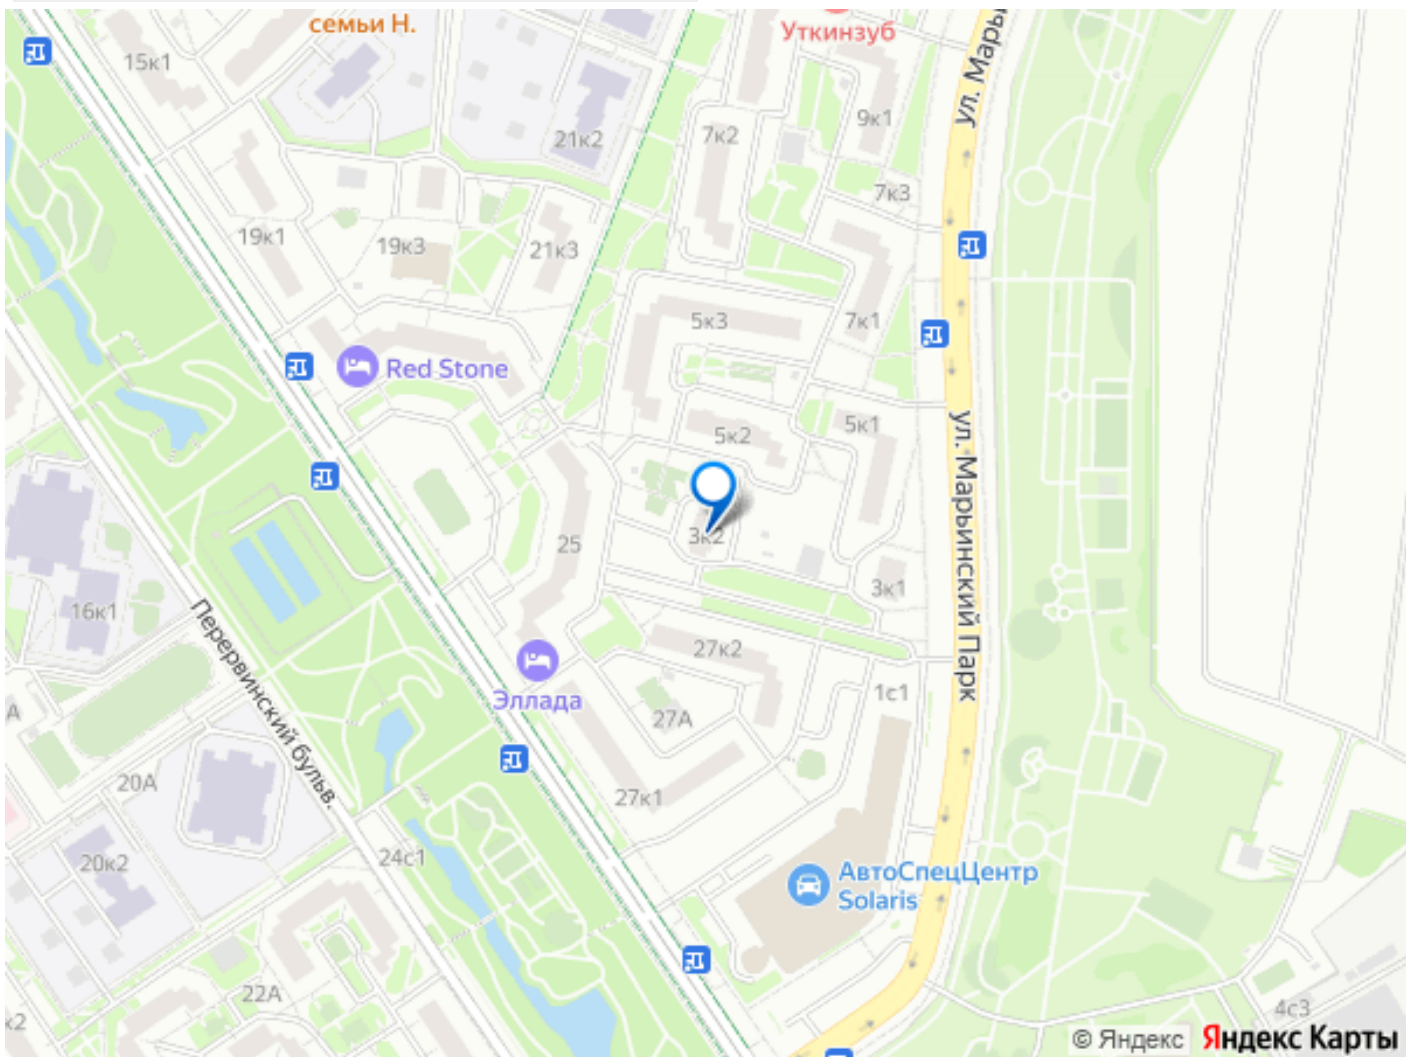 семьи Н.
Уткинзуб
15к1
ул. Марь
9к1
21к2
7к2
7к3
19к1
19к3
21к3
5к3
7к1
Red Stone
5к2
5к1
ул. Марьинский Парк
3к2
25
3к1
16к1
Перервинский бульв.
27к2
Эллада
1с1
27А
А
20А
27к1
20к2
24с1
АвтоСпецЦентр
Solaris
22А
к2
4с3
© Яндекс
Яндекс Карты